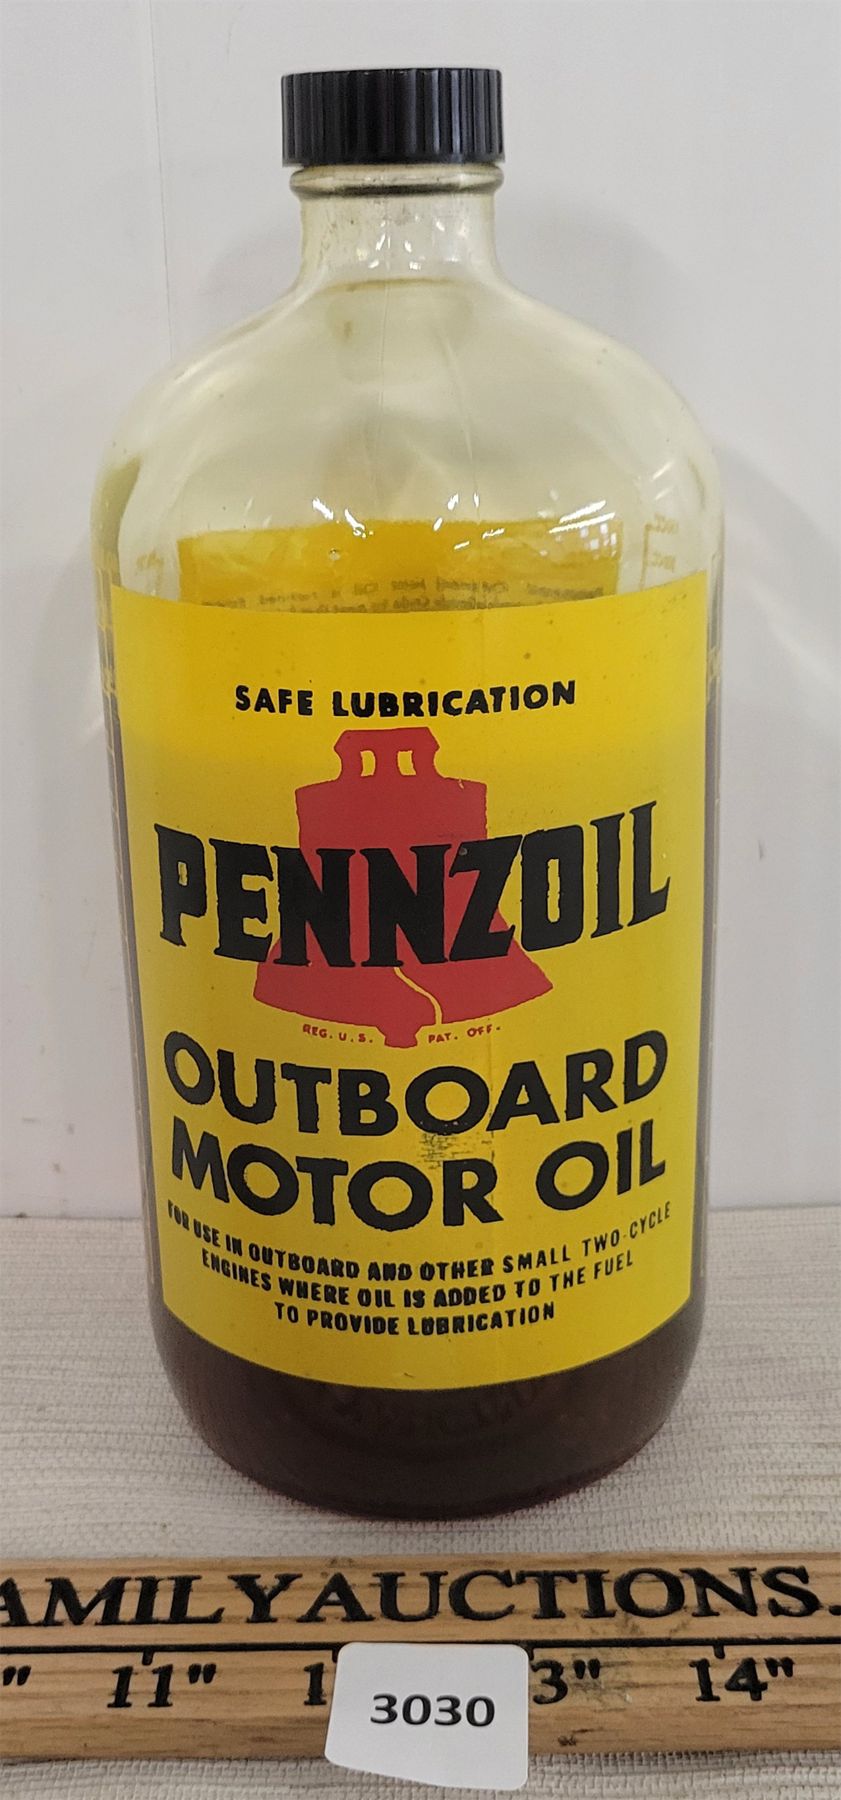 SAFE LUBRICATION
PENNZOIL
REG. U.S. PAT. OFF.
OUTBOARD
MOTOR OIL
FOR USE IN OUTBOARD AND OTHER SMALL TWO-CYCLE
ENGINES WHERE OIL IS ADDED TO THE FUEL
TO PROVIDE LUBRICATION
AMILYAUCTIONS.
" 11" 1 3" 14"
3030